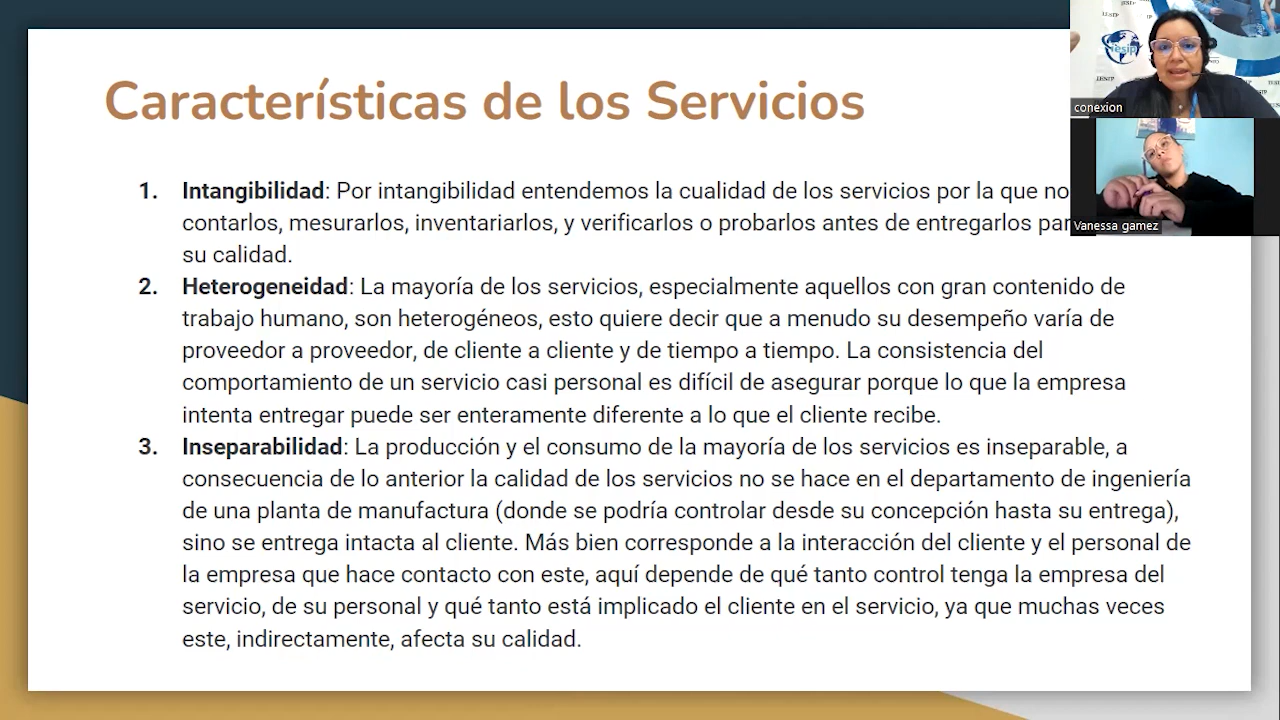 Características de los Servicios
1. Intangibilidad: Por intangibilidad entendemos la cualidad de los servicios por la que no
contarlos, mesurarlos, inventariarlos, y verificarlos o probarlos antes de entregarlos
su calidad.
2. Heterogeneidad: La mayoría de los servicios, especialmente aquellos con gran contenido de
trabajo humano, son heterogéneos, esto quiere decir que a menudo su desempeño varía de
proveedor a proveedor, de cliente a cliente y de tiempo a tiempo. La consistencia del
comportamiento de un servicio casi personal es difícil de asegurar porque lo que la empresa
intenta entregar puede ser enteramente diferente a lo que el cliente recibe.
3. Inseparabilidad: La producción y el consumo de la mayoría de los servicios es inseparable, a
consecuencia de lo anterior la calidad de los servicios no se hace en el departamento de ingeniería
de una planta de manufactura (donde se podría controlar desde su concepción hasta su entrega),
sino se entrega intacta al cliente. Más bien corresponde a la interacción del cliente y el personal de
la empresa que hace contacto con este, aquí depende de qué tanto control tenga la empresa del
servicio, de su personal y qué tanto está implicado el cliente en el servicio, ya que muchas veces
este, indirectamente, afecta su calidad.
iesip
conexion
Vanessa gamez